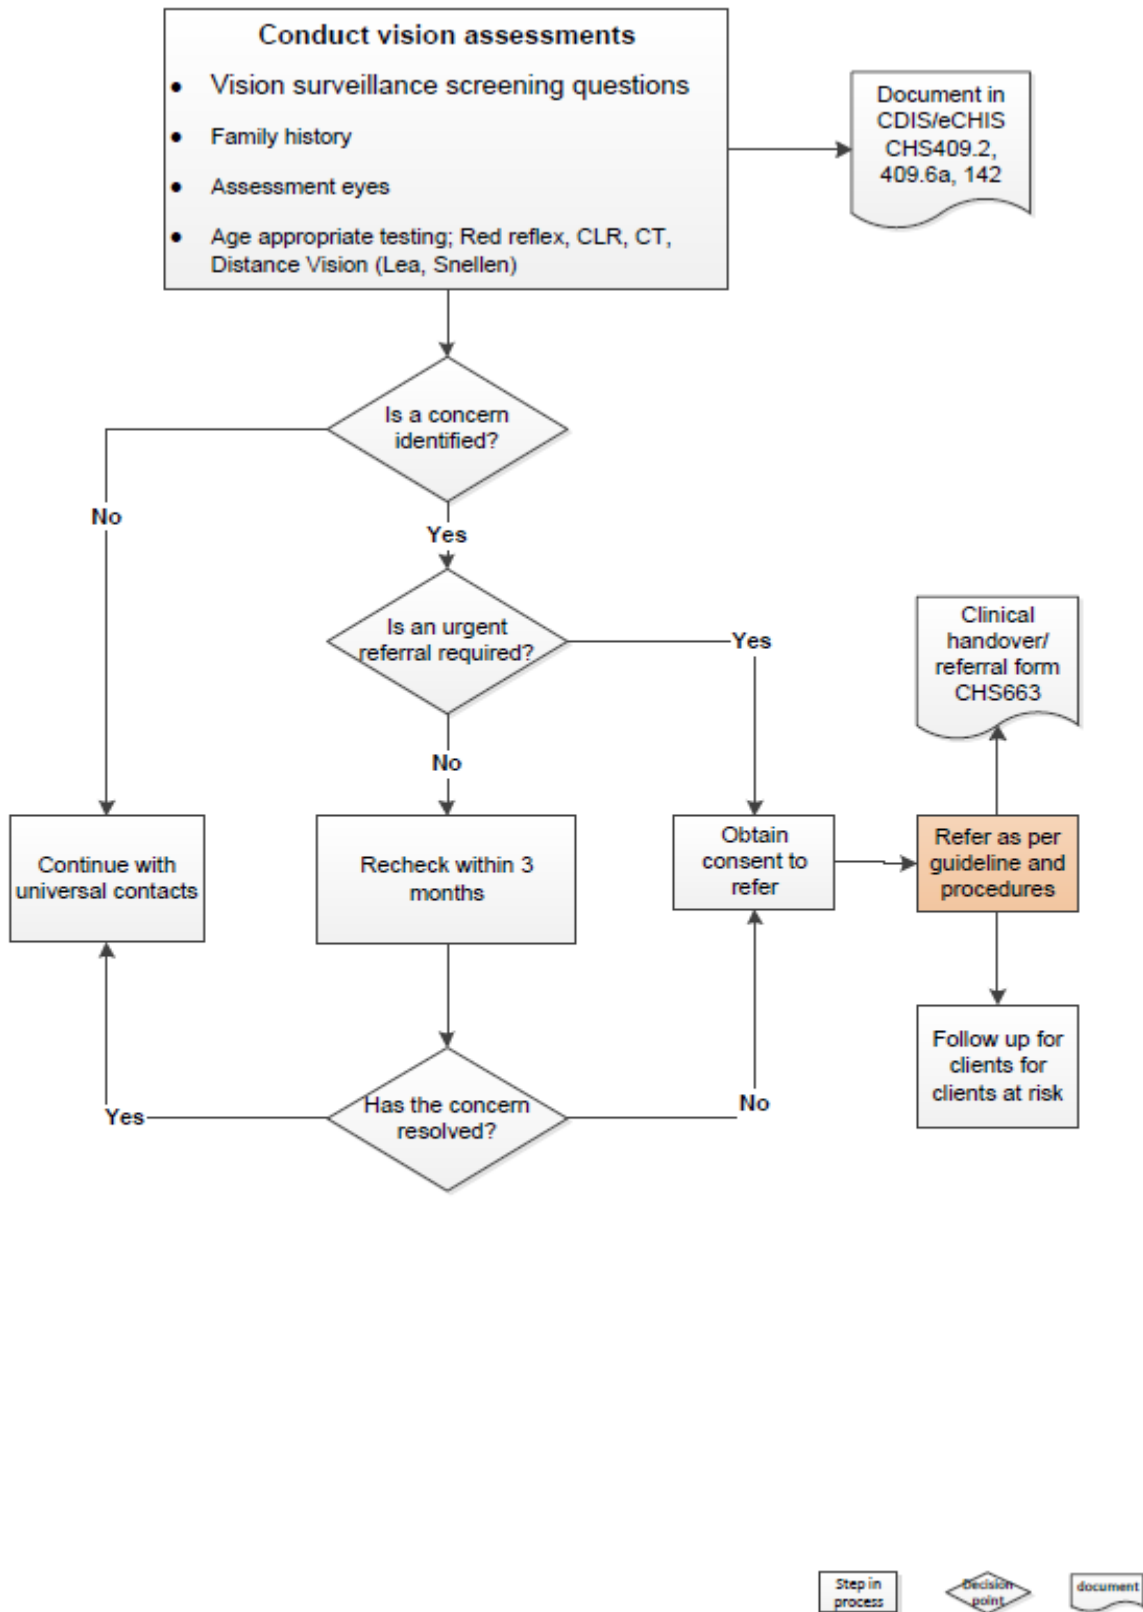 Conduct vision assessments
● Vision surveillance screening questions
● Family history
● Assessment eyes
● Age appropriate testing; Red reflex, CLR, CT,
Distance Vision (Lea, Snellen)
Document in
CDIS/eCHIS
CHS409.2,
409.6a, 142
Is a concern
identified?
No
Yes
Is an urgent
referral required?
Yes
No
Clinical
handover/
referral form
CHS663
Continue with
universal contacts
Recheck within 3
months
Obtain
consent to
refer
Refer as per
guideline and
procedures
Has the concern
resolved?
Yes
No
Follow up for
clients for
clients at risk
Step in
process
Decision
point
document